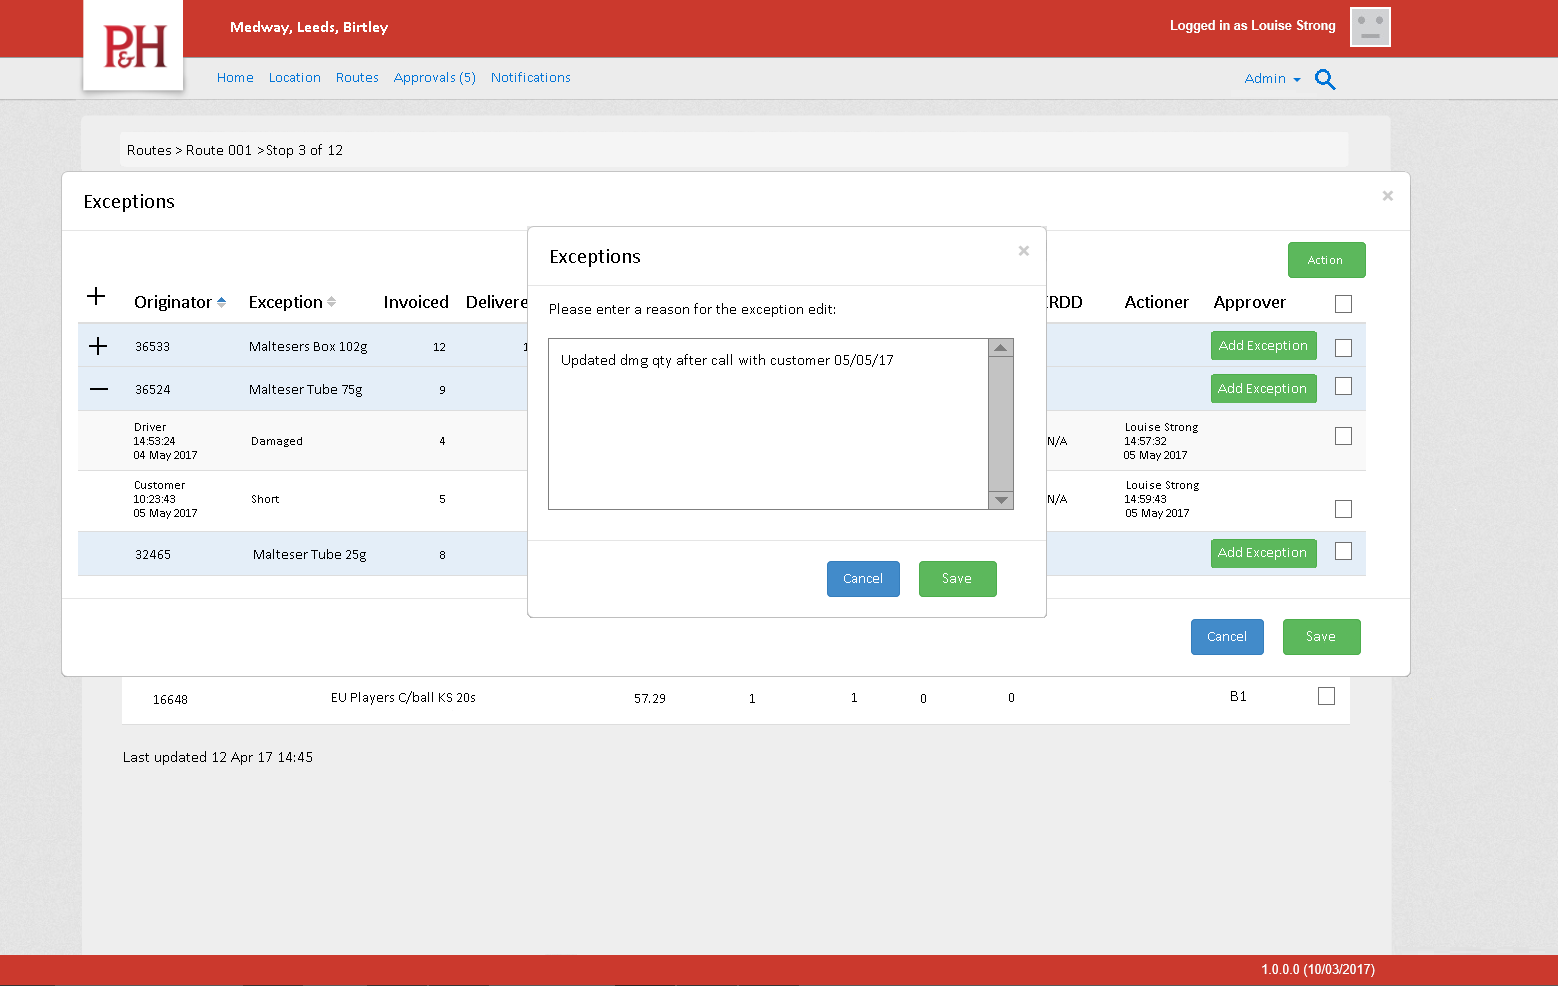 Medway, Leeds, Birtley
Logged in as Louise Strong
P&H
Home Location Routes Approvals (5) Notifications
Admin
Routes > Route 001 >Stop 3 of 12
Exceptions
×
Action
Originator Exception Invoiced Delivere RDD Actioner Approver
36533 Maltesers Box 102g 12 1 Add Exception
36524 Malteser Tube 75g 9 Add Exception
Driver
14:53:24
04 May 2017
Damaged 4 N/A
Louise Strong
14:57:32
05 May 2017
Customer
10:23:43
05 May 2017
Short 5 N/A
Louise Strong
14:59:43
05 May 2017
32465 Malteser Tube 25g 8 Add Exception
Cancel Save
Exceptions
×
Please enter a reason for the exception edit:
Updated dmg qty after call with customer 05/05/17
Cancel Save
16648 EU Players C/ball KS 20s 57.29 1 1 0 0 B1
Last updated 12 Apr 17 14:45
1.0.0.0 (10/03/2017)